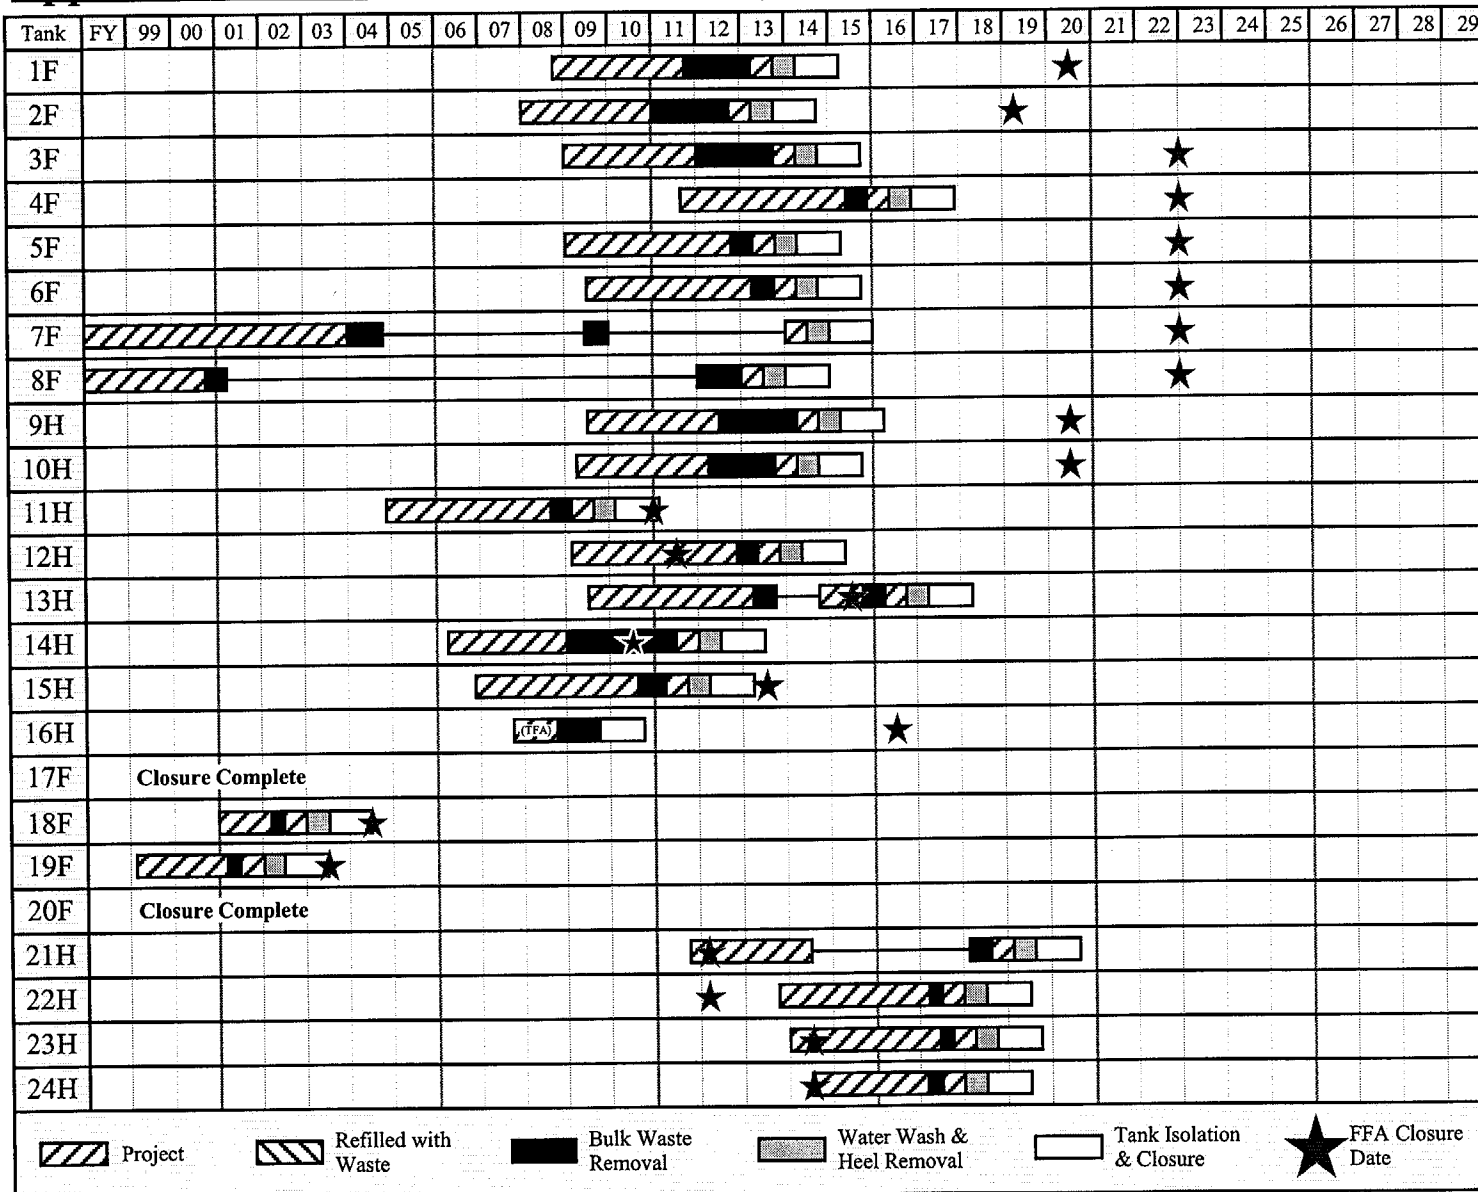 Tank FY 99 00 01 02 03 04 05 06 07 08 09 10 11 12 13 14 15 16 17 18 19 20 21 22 23 24 25 26 27 28 29
1F
2F
3F
4F
5F
6F
7F
8F
9H
10H
11H
12H
13H
14H
15H
16H (TFA)
17F Closure Complete
18F
19F
20F Closure Complete
21H
22H
23H
24H
Project
Refilled with
Waste
Bulk Waste
Removal
Water Wash &
Heel Removal
Tank Isolation
& Closure
FFA Closure
Date